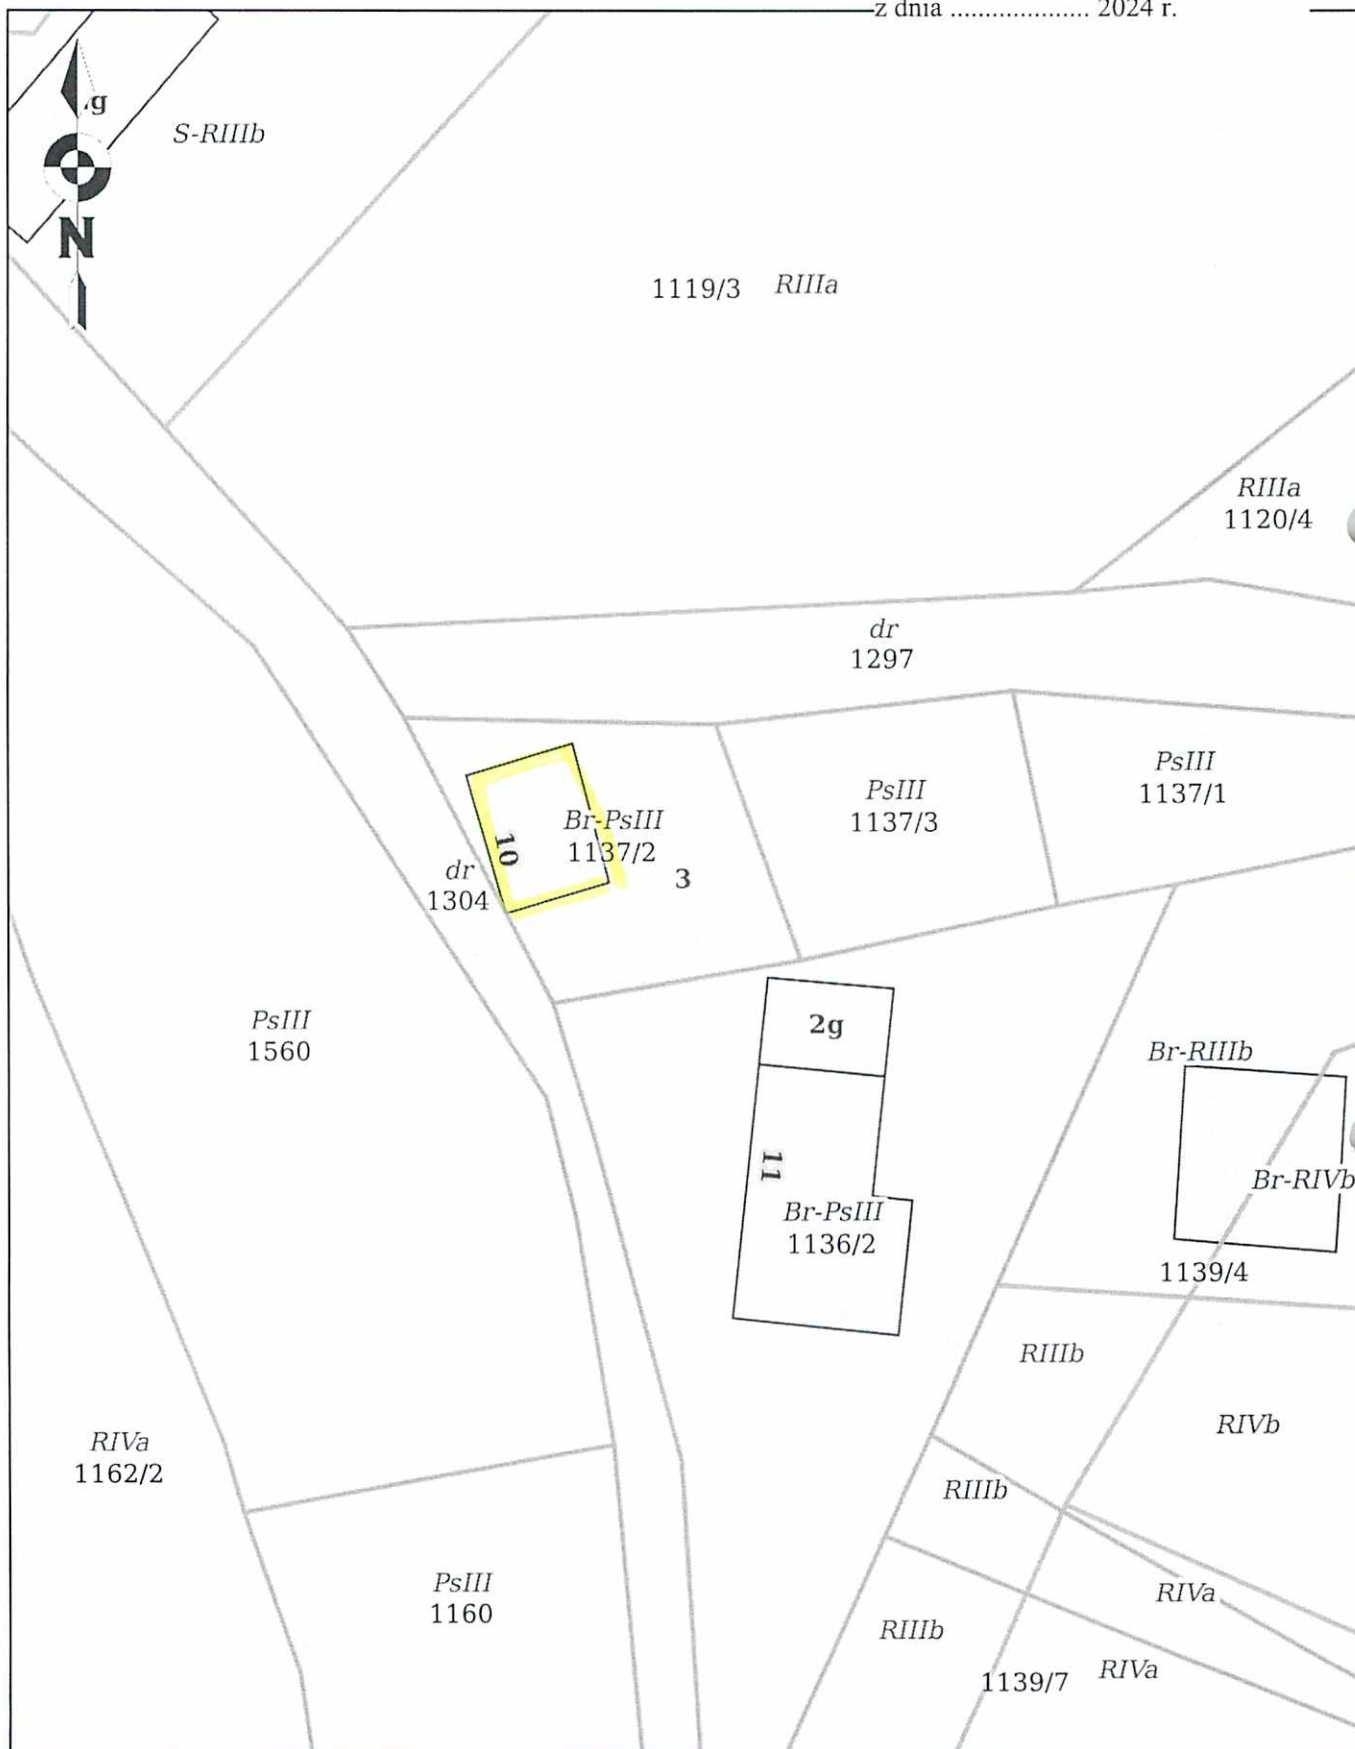 z dnia .................... 2024 r.
g
S-RIIIb
N
1119/3 RIIIa
RIIIa
1120/4
dr
1297
PsIII
1137/1
PsIII
1137/3
Br-PsIII
1137/2
10
3
dr
1304
PsIII
1560
2g
Br-RIIIb
11
Br-RIVb
Br-PsIII
1136/2
1139/4
RIIIb
RIVa
1162/2
RIVb
RIIIb
PsIII
1160
RIVa
RIIIb
1139/7 RIVa